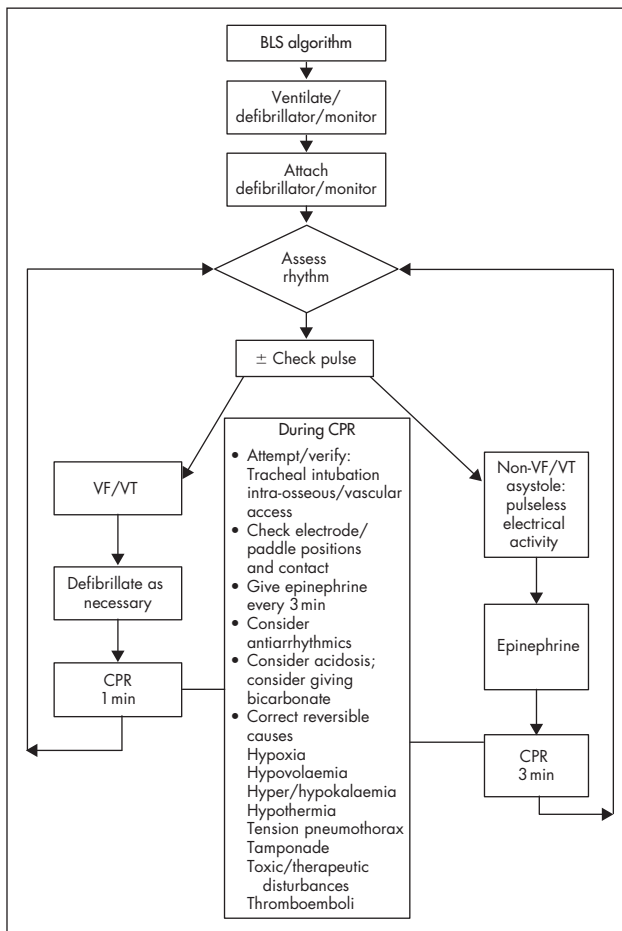 BLS algorithm
Ventilate/
defibrillator/monitor
Attach
defibrillator/monitor
Assess
rhythm
± Check pulse
VF/VT
Defibrillate as
necessary
CPR
1 min
During CPR
• Attempt/verify:
Tracheal intubation
intra-osseous/vascular
access
• Check electrode/
paddle positions
and contact
• Give epinephrine
every 3 min
• Consider
antiarrhythmics
• Consider acidosis;
consider giving
bicarbonate
• Correct reversible
causes
Hypoxia
Hypovolaemia
Hyper/hypokalaemia
Hypothermia
Tension pneumothorax
Tamponade
Toxic/therapeutic
disturbances
Thromboemboli
Non-VF/VT
asystole:
pulseless
electrical
activity
Epinephrine
CPR
3 min